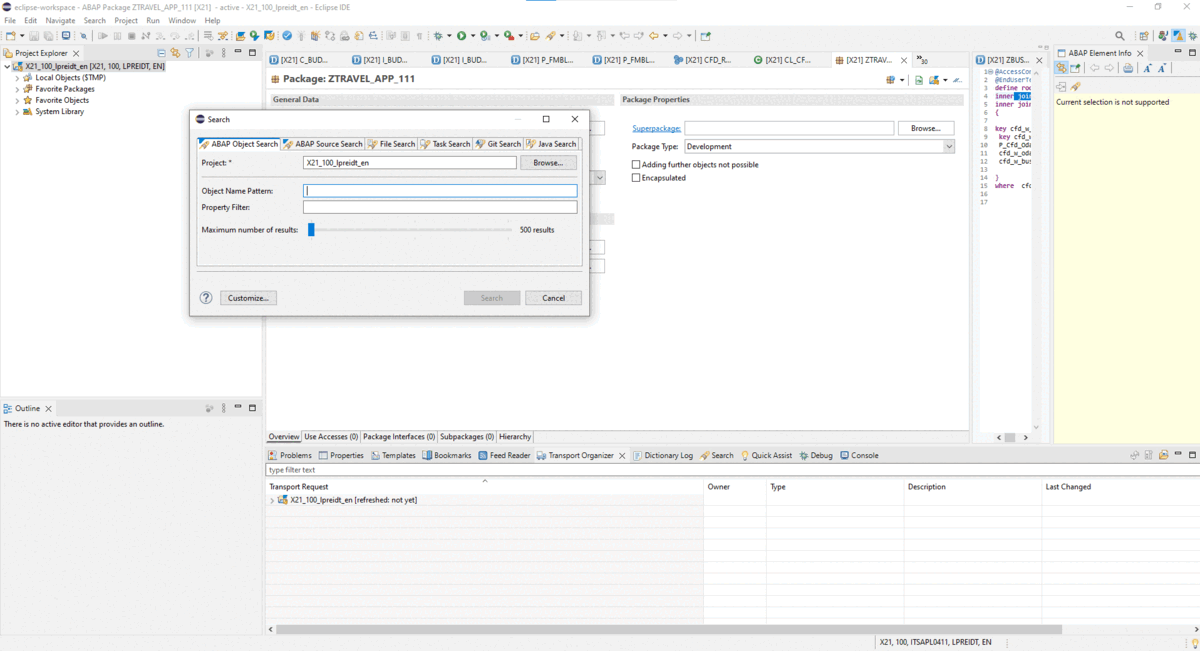 eclipse-workspace - ABAP Package ZTRAVEL_APP_111 [X21] - active - X21_100_lpreidt_en - Eclipse IDE
File Edit Navigate Search Project Run Window Help
Project Explorer
X21_100_lpreidt_en [X21, 100, LPREIDT, EN]
Local Objects ($TMP)
Favorite Packages
Favorite Objects
System Library
[X21] C_BUD... [X21] I_BUD... [X21] I_BUD... [X21] P_FMBL... [X21] P_FMBL... [X21] CFD_R... [X21] CL_CF... [X21] ZTRAV... 30
Package: ZTRAVEL_APP_111
General Data
Package Properties
Superpackage: Browse...
Package Type: Development
Adding further objects not possible
Encapsulated
Search
ABAP Object Search ABAP Source Search File Search Task Search Git Search Java Search
Project: * X21_100_lpreidt_en Browse...
Object Name Pattern:
Property Filter:
Maximum number of results: 500 results
? Customize... Search Cancel
[X21] ZBUS...
1 @AccessCon
2 @EndUserTe
3 define roo
4 inner join
5 inner join
6 {
7
8 key cfd_w_
9 key cfd_w
10 P_Cfd_Oda
11 cfd_w_oda
12 cfd_w_bus
13
14 }
15 where cfd
16
17
ABAP Element Info
Current selection is not supported
Outline
There is no active editor that provides an outline.
Overview Use Accesses (0) Package Interfaces (0) Subpackages (0) Hierarchy
Problems Properties Templates Bookmarks Feed Reader Transport Organizer Dictionary Log Search Quick Assist Debug Console
type filter text
Transport Request Owner Type Description Last Changed
X21_100_lpreidt_en [refreshed: not yet]
X21, 100, ITSAPL0411, LPREIDT, EN